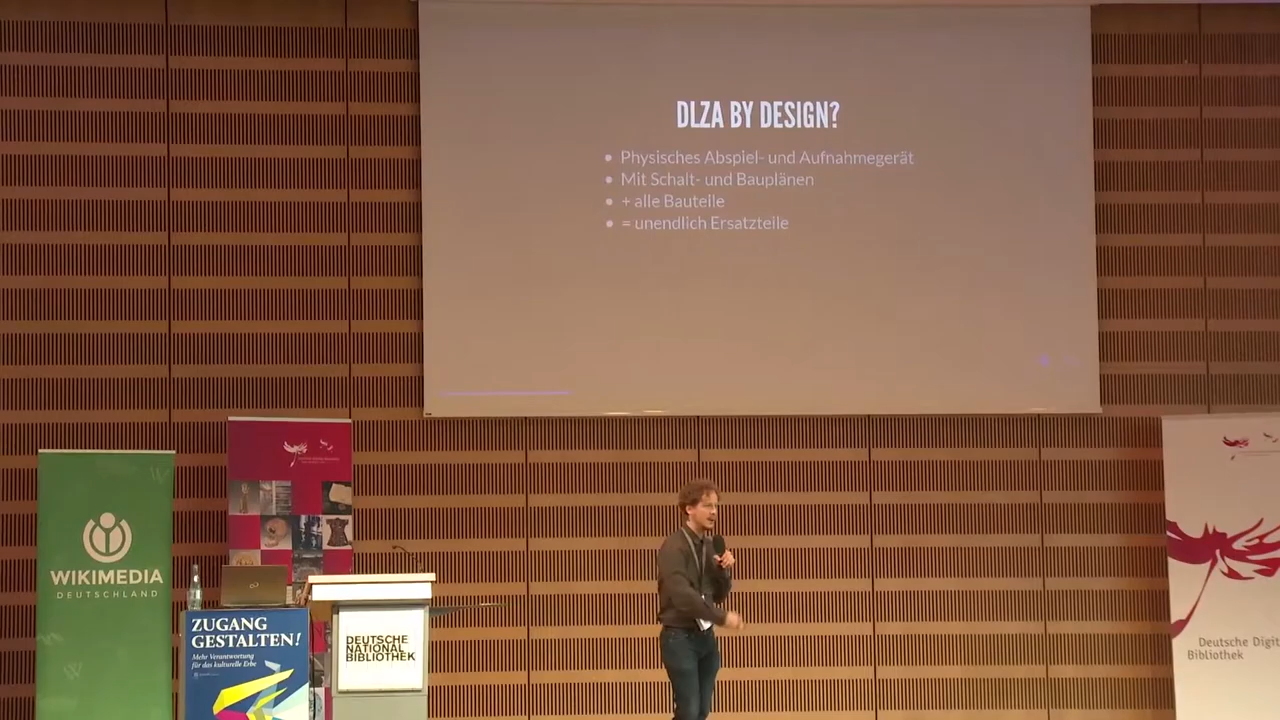 DLZA BY DESIGN?
• Physisches Abspiel- und Aufnahmegerät
• Mit Schalt- und Bauplänen
• + alle Bauteile
• = unendlich Ersatzteile
WIKIMEDIA
DEUTSCHLAND
ZUGANG
GESTALTEN!
Mehr Verantwortung
für das kulturelle Erbe
DEUTSCHE
NATIONAL
BIBLIOTHEK
Deutsche Digit
Bibliothek